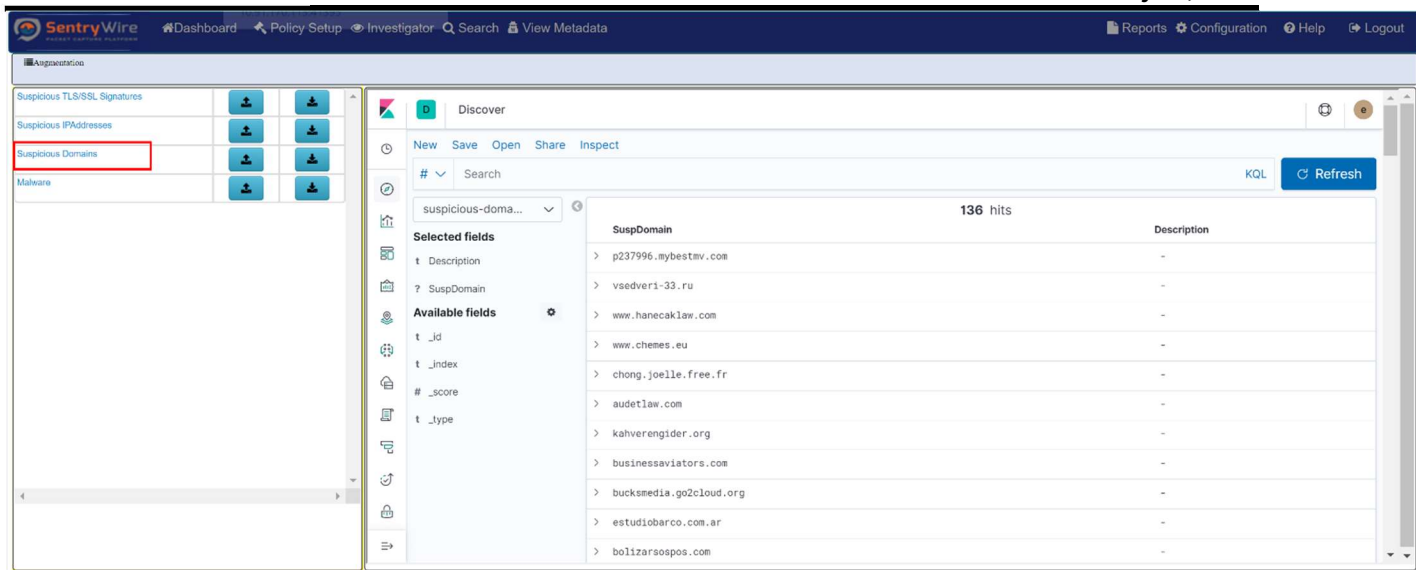 SentryWire
PACKET CAPTURE PLATFORM
Dashboard Policy Setup Investigator Search View Metadata Reports Configuration Help Logout
Augmentation
Suspicious TLS/SSL Signatures
Suspicious IPAddresses
Suspicious Domains
Malware
D Discover e
New Save Open Share Inspect
# Search KQL Refresh
suspicious-doma...
136 hits
Selected fields
t Description
? SuspDomain
Available fields
t _id
t _index
# _score
t _type
SuspDomain Description
> p237996.mybestmv.com -
> vsedveri-33.ru -
> www.hanecaklaw.com -
> www.chemes.eu -
> chong.joelle.free.fr -
> audetlaw.com -
> kahverengider.org -
> businessaviators.com -
> bucksmedia.go2cloud.org -
> estudiobarco.com.ar -
> bolizarsospos.com -